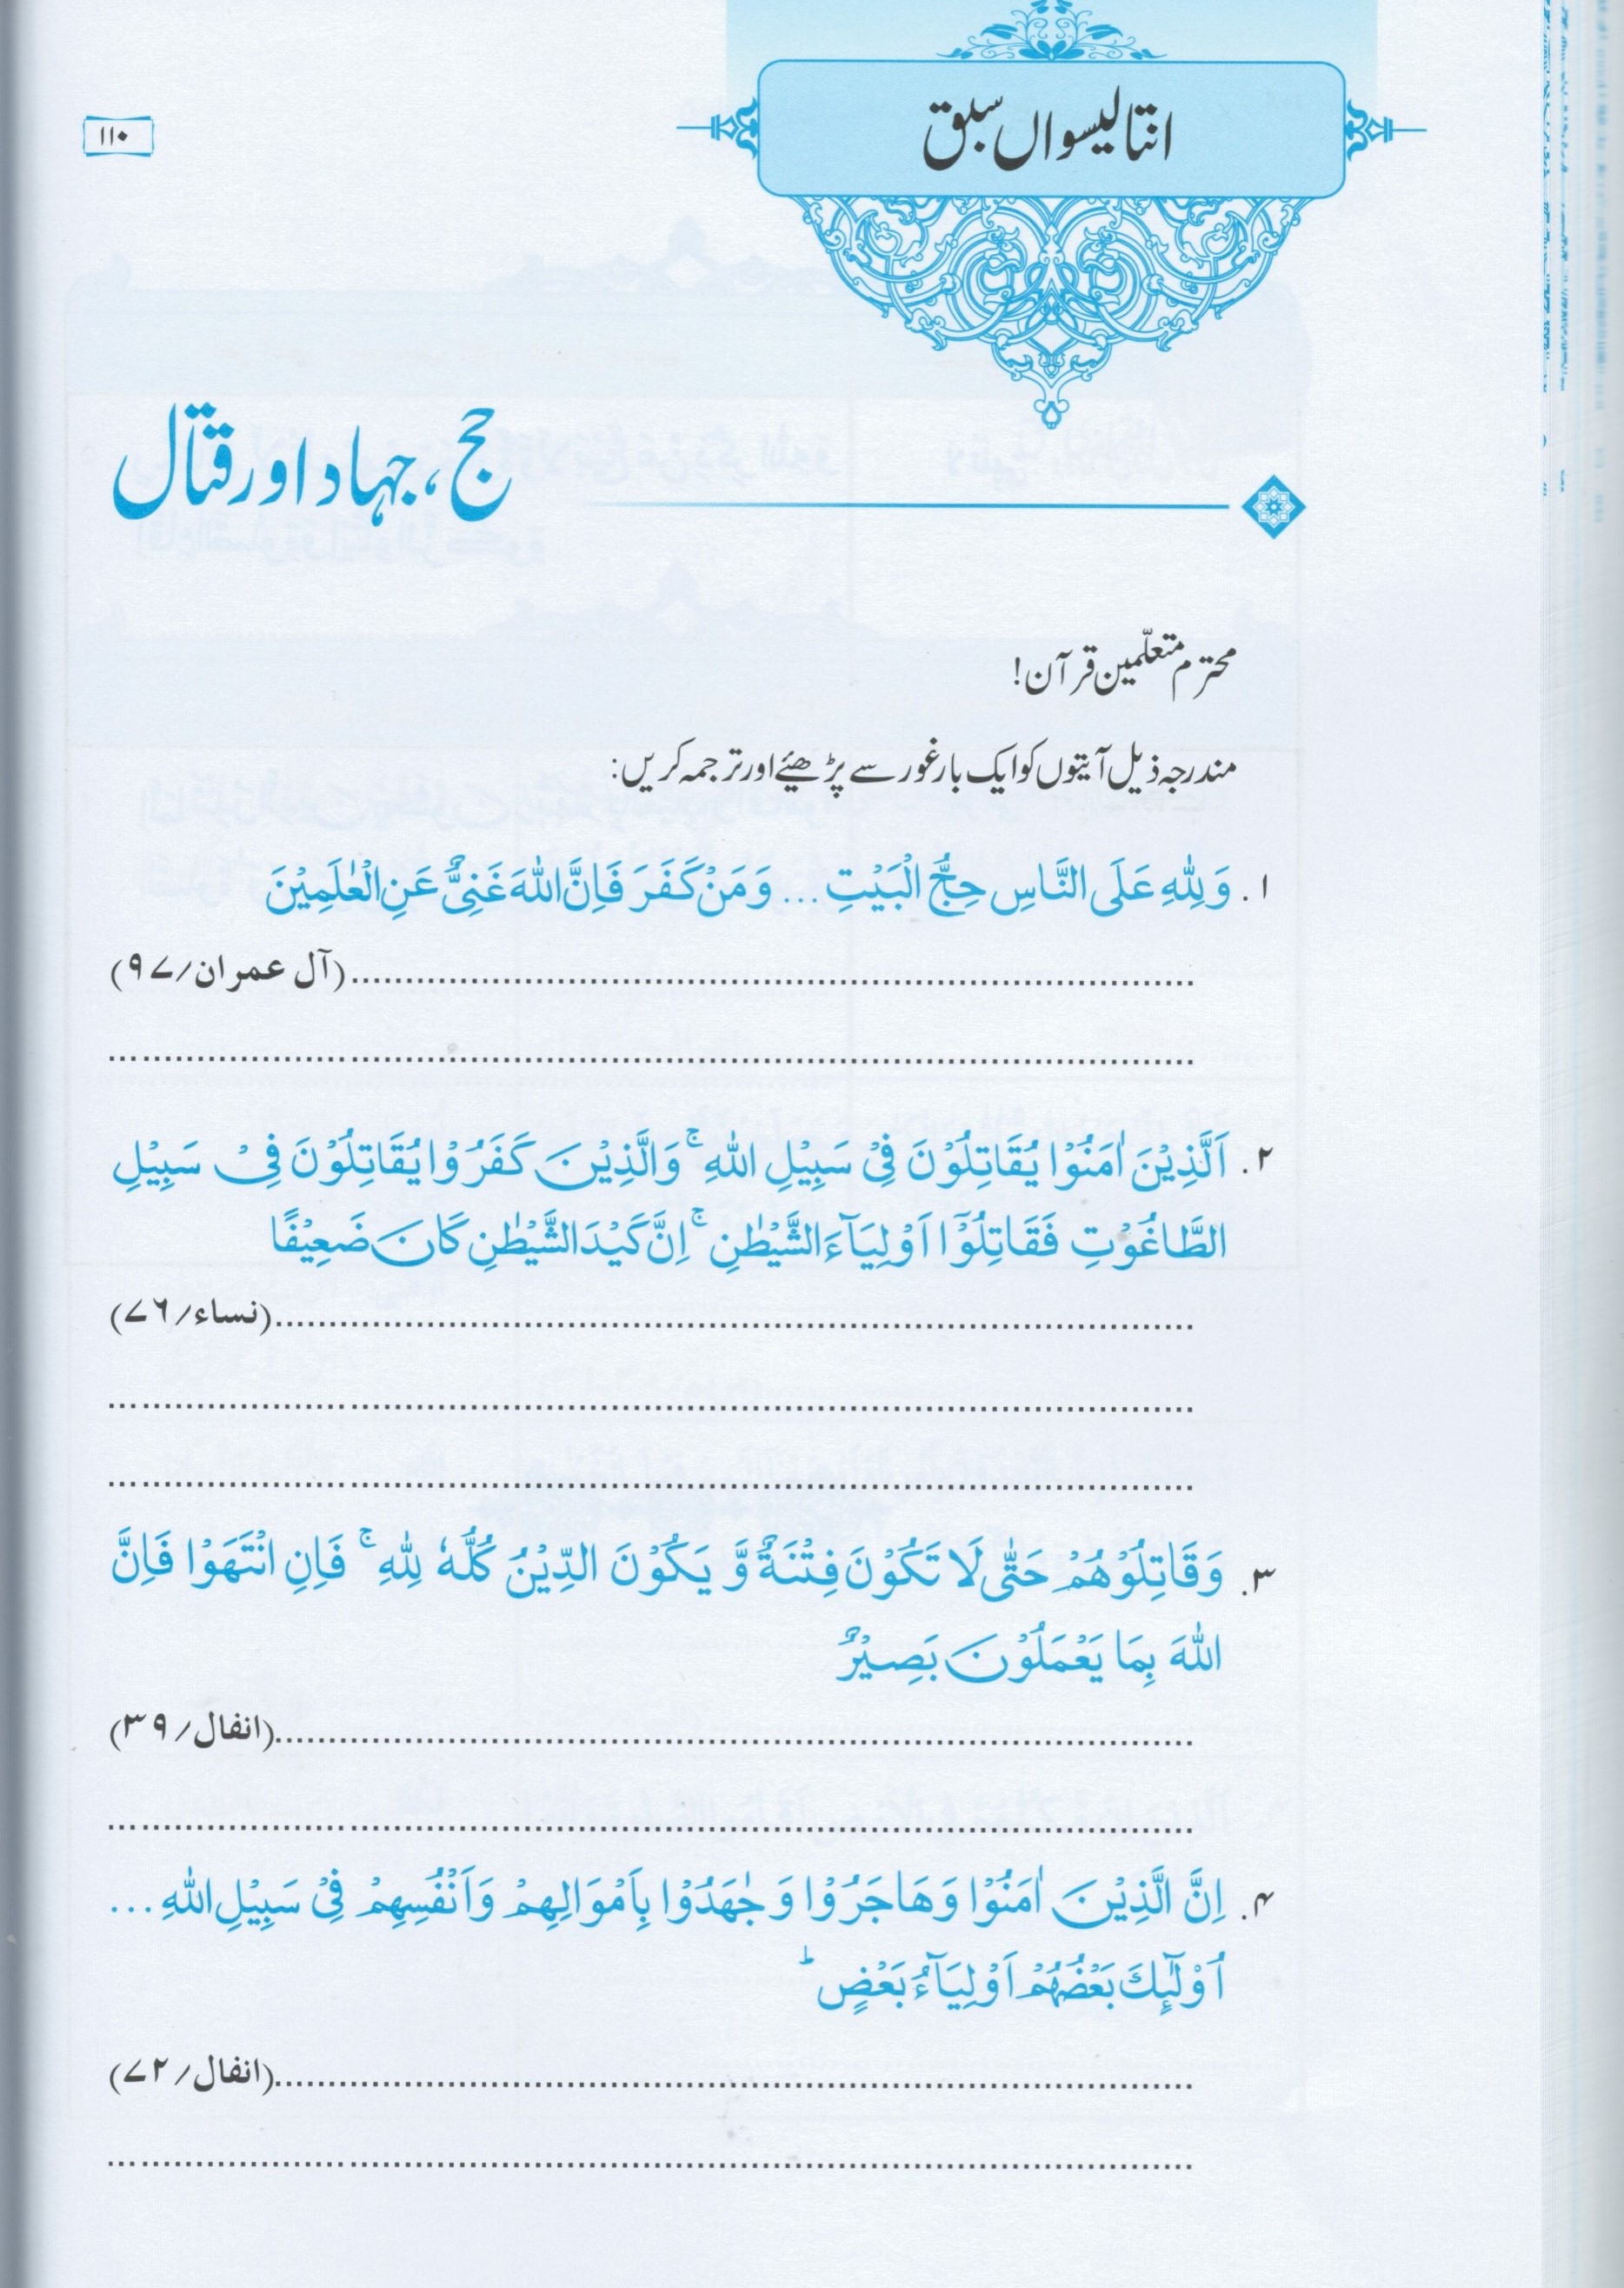 ۱۱۰
انتالیسواں سبق
حج، جہاد اور قتال
محترم متعلّمین قرآن!
مندرجہ ذیل آیتوں کو ایک بار غور سے پڑھیئے اور ترجمہ کریں:
۱. وَ لِلّٰهِ عَلَى النَّاسِ حِجُّ الْبَيْتِ ... وَ مَنْ كَفَرَ فَاِنَّ اللّٰهَ غَنِىٌّ عَنِ الْعٰلَمِيْنَ
(آل عمران/۹۷)
۲. اَلَّذِيْنَ اٰمَنُوْا يُقَاتِلُوْنَ فِىْ سَبِيْلِ اللّٰهِ ۚ وَالَّذِيْنَ كَفَرُوْا يُقَاتِلُوْنَ فِىْ سَبِيْلِ
الطَّاغُوْتِ فَقَاتِلُوْٓا اَوْلِيَآءَ الشَّيْطٰنِ ۚ اِنَّ كَيْدَ الشَّيْطٰنِ كَانَ ضَعِيْفًا
(نساء/۷۶)
۳. وَقَاتِلُوْهُمْ حَتّٰى لَا تَكُوْنَ فِتْنَةٌ وَّ يَكُوْنَ الدِّيْنُ كُلُّهٗ لِلّٰهِ ۚ فَاِنِ انْتَهَوْا فَاِنَّ
اللّٰهَ بِمَا يَعْمَلُوْنَ بَصِيْرٌ
(انفال/۳۹)
۴. اِنَّ الَّذِيْنَ اٰمَنُوْا وَهَاجَرُوْا وَ جٰهَدُوْا بِاَمْوَالِهِمْ وَاَنْفُسِهِمْ فِىْ سَبِيْلِ اللّٰهِ ...
اُوْلٰٓئِكَ بَعْضُهُمْ اَوْلِيَآءُ بَعْضٍ ؕ
(انفال/۷۲)